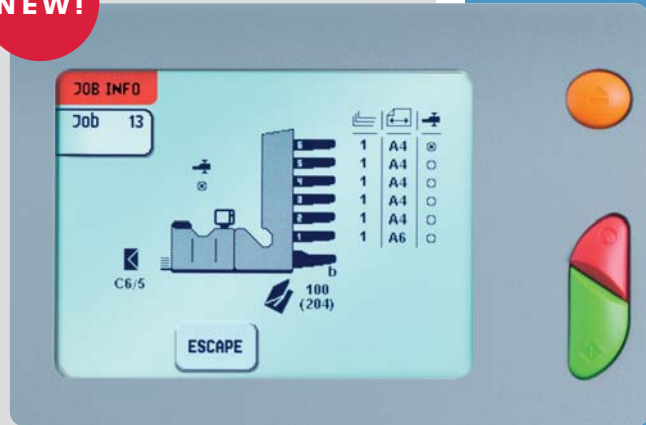 NEW!
JOB INFO
Job 13
6 1 A4
5 1 A4
4 1 A4
3 1 A4
2 1 A4
1 1 A6
b
C6/5
100
(204)
ESCAPE